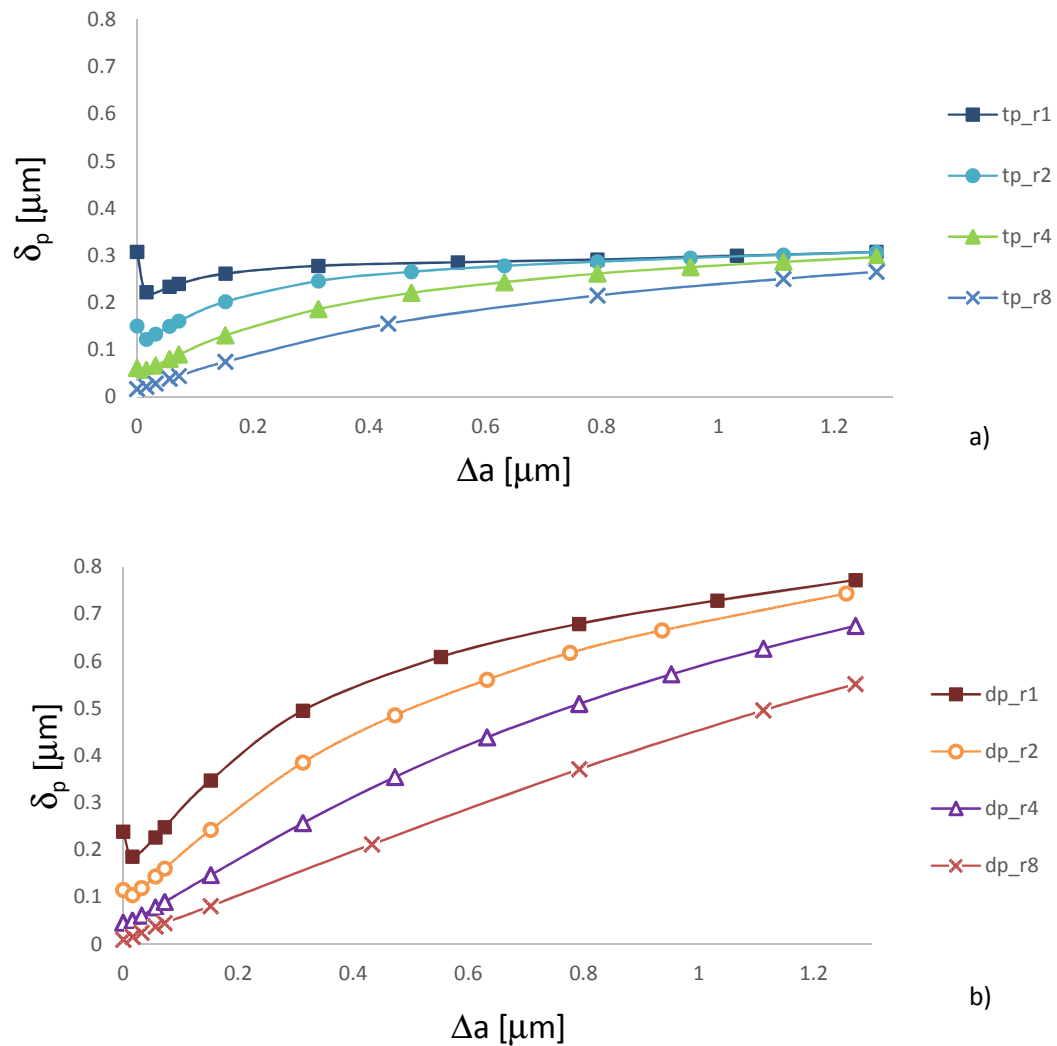 0.8
0.7
0.6
0.5
0.4
0.3
0.2
0.1
0
δp [μm]
0 0.2 0.4 0.6 0.8 1 1.2
Δa [μm]
tp_r1
tp_r2
tp_r4
tp_r8
a)
0.8
0.7
0.6
0.5
0.4
0.3
0.2
0.1
0
δp [μm]
0 0.2 0.4 0.6 0.8 1 1.2
Δa [μm]
dp_r1
dp_r2
dp_r4
dp_r8
b)